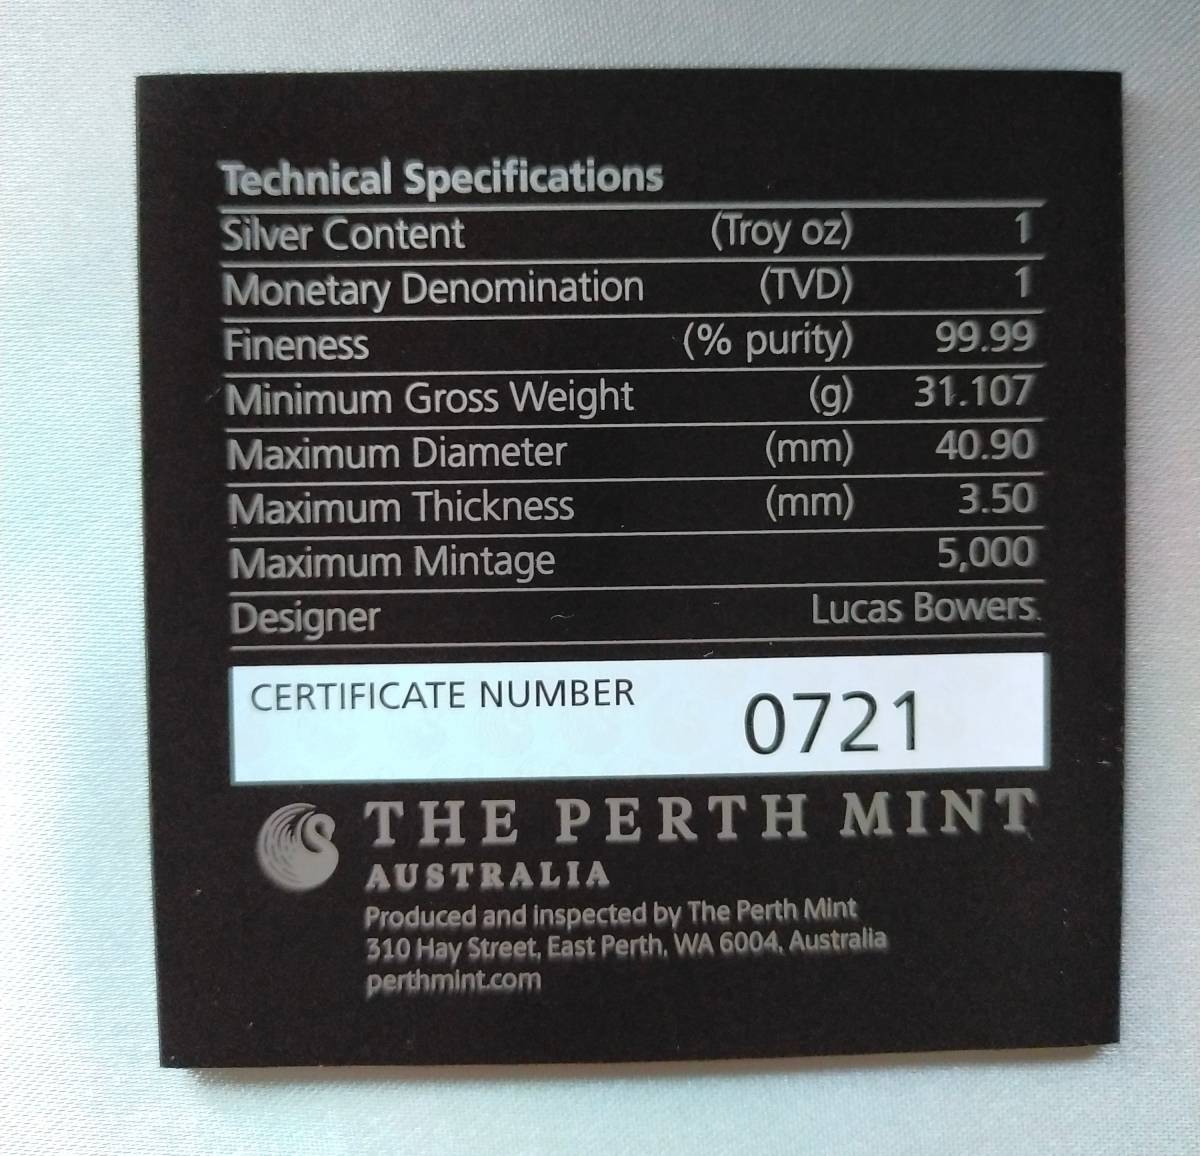 Technical Specifications
Silver Content (Troy oz) 1
Monetary Denomination (TVD) 1
Fineness (% purity) 99.99
Minimum Gross Weight (g) 31.107
Maximum Diameter (mm) 40.90
Maximum Thickness (mm) 3.50
Maximum Mintage 5,000
Designer Lucas Bowers
CERTIFICATE NUMBER 0721
THE PERTH MINT
AUSTRALIA
Produced and inspected by The Perth Mint
310 Hay Street, East Perth, WA 6004, Australia
perthmint.com